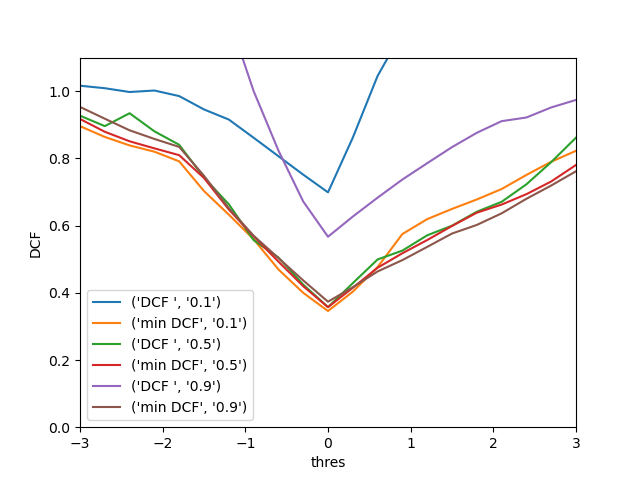 1.0
0.8
0.6
0.4
0.2
0.0
DCF
('DCF ', '0.1')
('min DCF', '0.1')
('DCF ', '0.5')
('min DCF', '0.5')
('DCF ', '0.9')
('min DCF', '0.9')
−3 −2 −1 0 1 2 3
thres